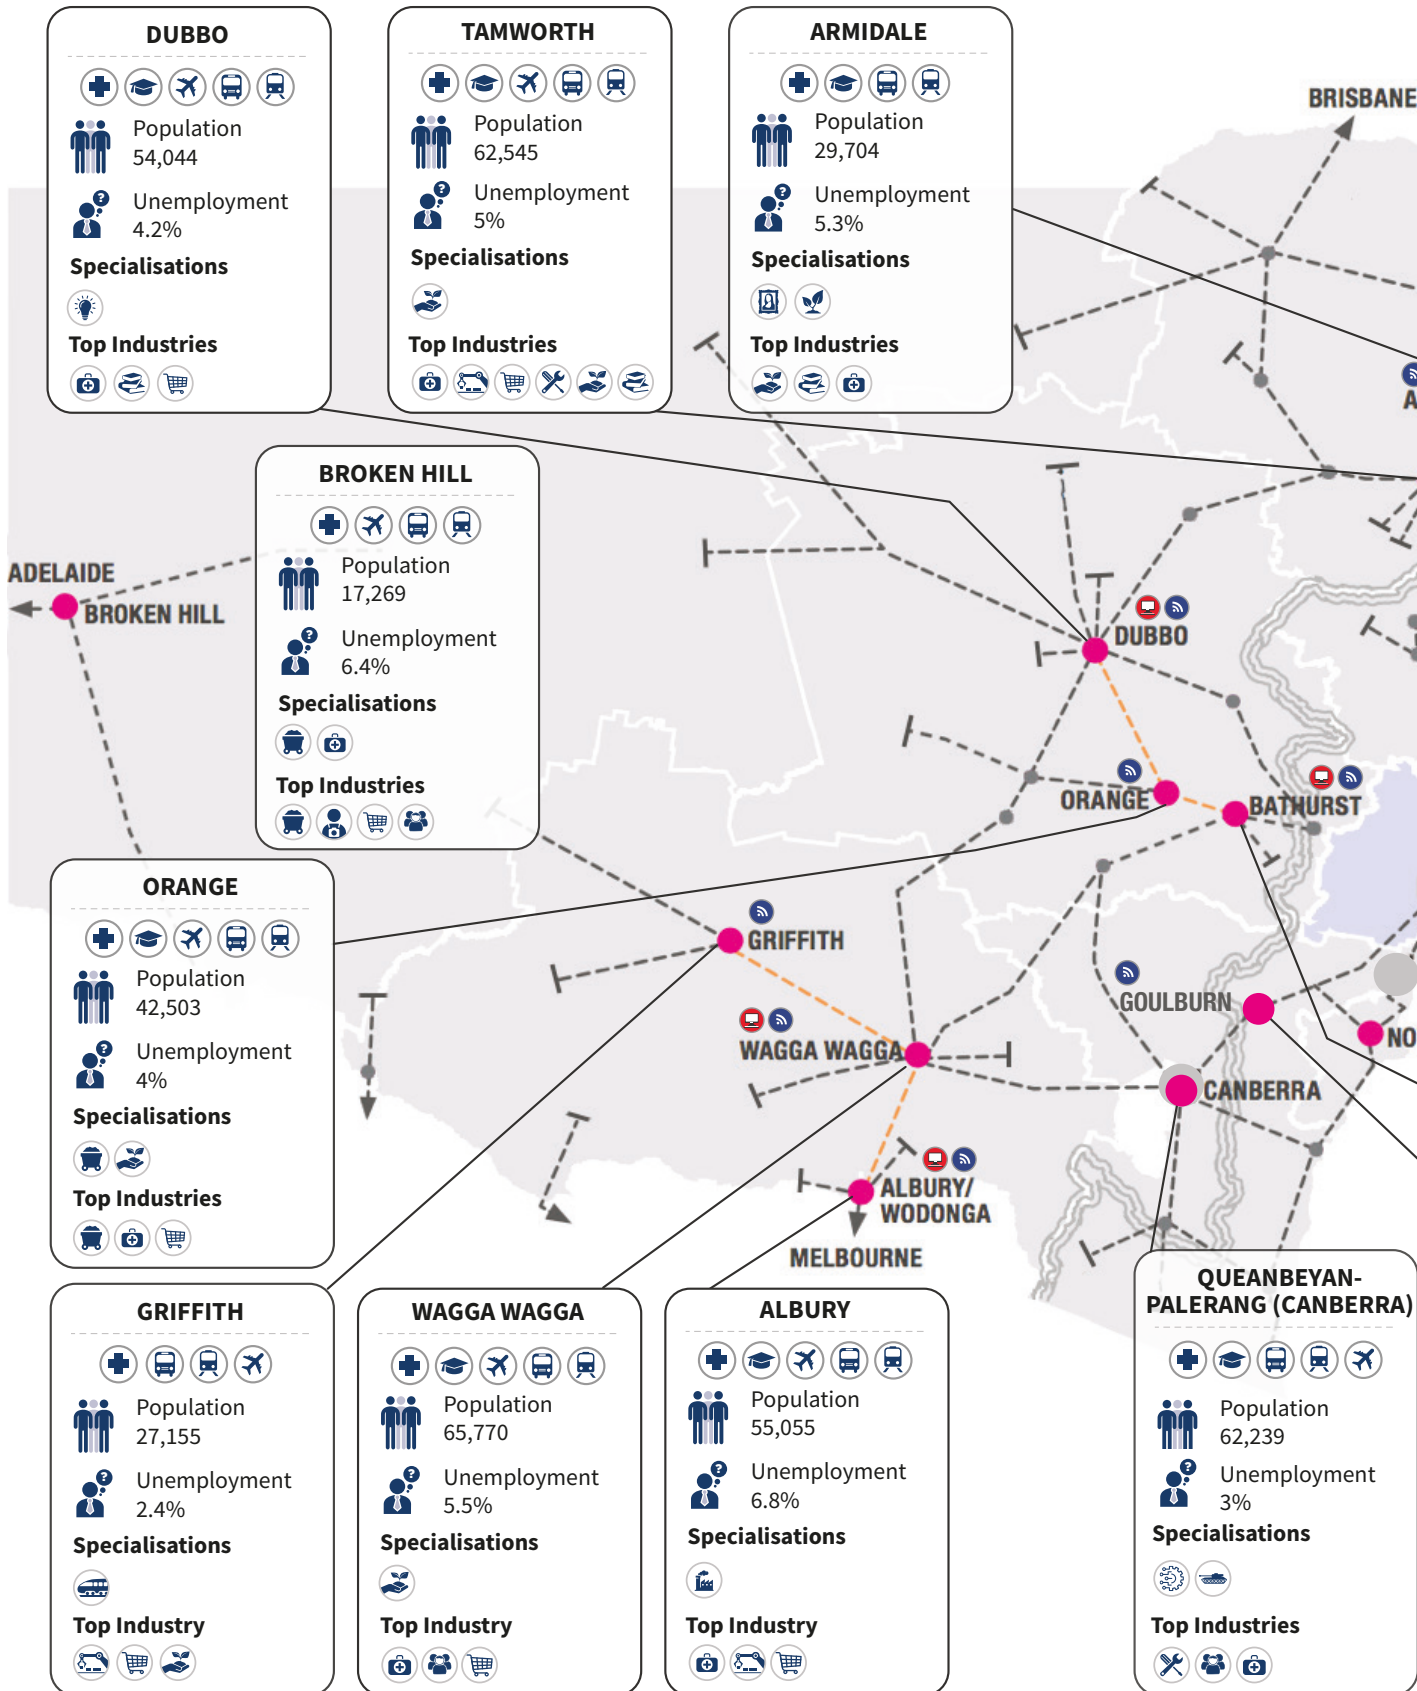 DUBBO
Population
54,044
Unemployment
4.2%
Specialisations
Top Industries
TAMWORTH
Population
62,545
Unemployment
5%
Specialisations
Top Industries
ARMIDALE
Population
29,704
Unemployment
5.3%
Specialisations
Top Industries
BRISBANE
A
BROKEN HILL
Population
17,269
Unemployment
6.4%
Specialisations
Top Industries
ADELAIDE
BROKEN HILL
DUBBO
ORANGE
BATHURST
GRIFFITH
GOULBURN
WAGGA WAGGA
NO
CANBERRA
ALBURY/
WODONGA
MELBOURNE
ORANGE
Population
42,503
Unemployment
4%
Specialisations
Top Industries
GRIFFITH
Population
27,155
Unemployment
2.4%
Specialisations
Top Industry
WAGGA WAGGA
Population
65,770
Unemployment
5.5%
Specialisations
Top Industry
ALBURY
Population
55,055
Unemployment
6.8%
Specialisations
Top Industry
QUEANBEYAN-
PALERANG (CANBERRA)
Population
62,239
Unemployment
3%
Specialisations
Top Industries